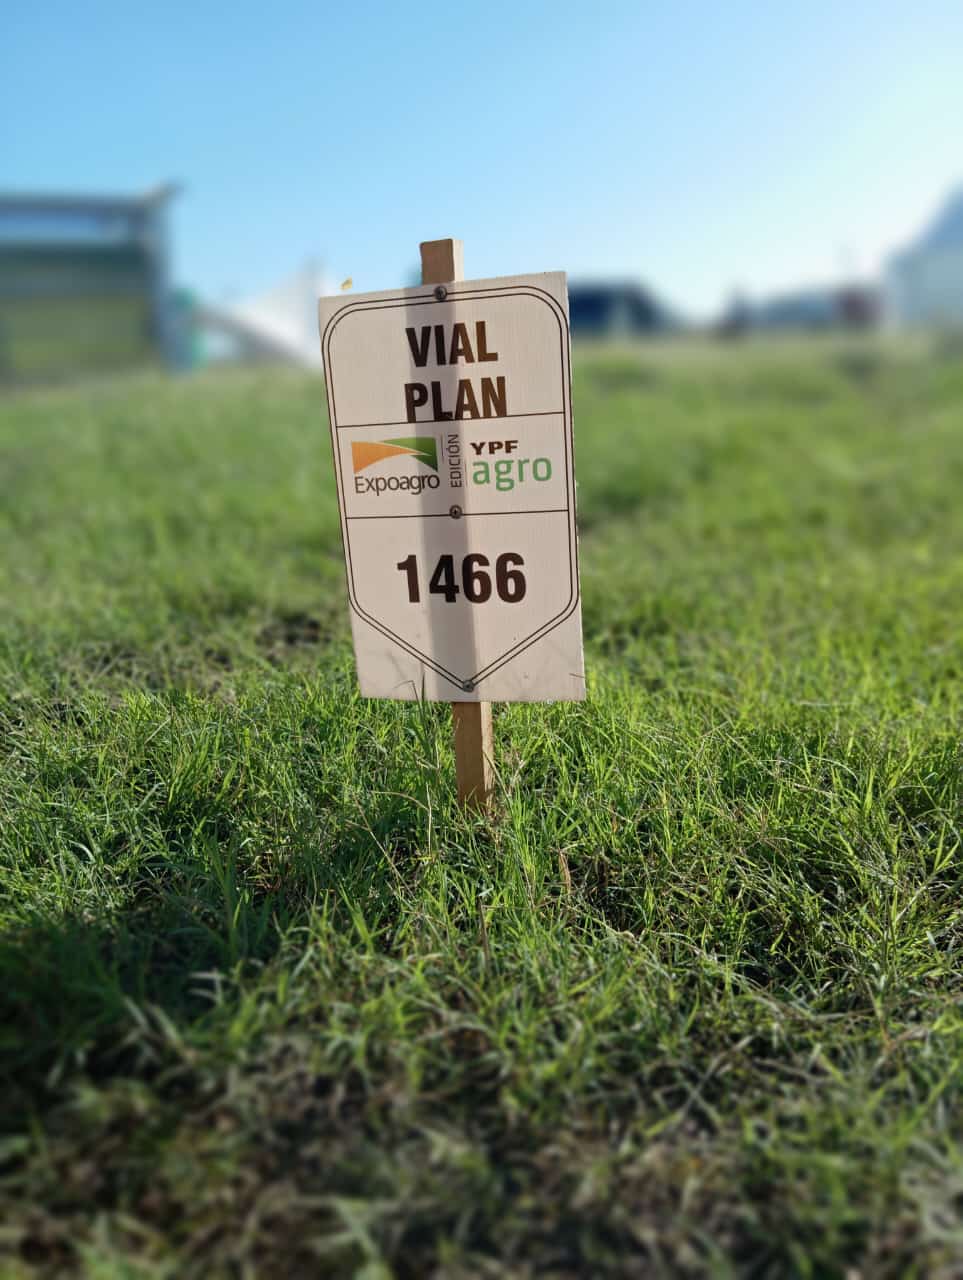 VIAL
PLAN
Expoagro
EDICIÓN
YPF
agro
1466